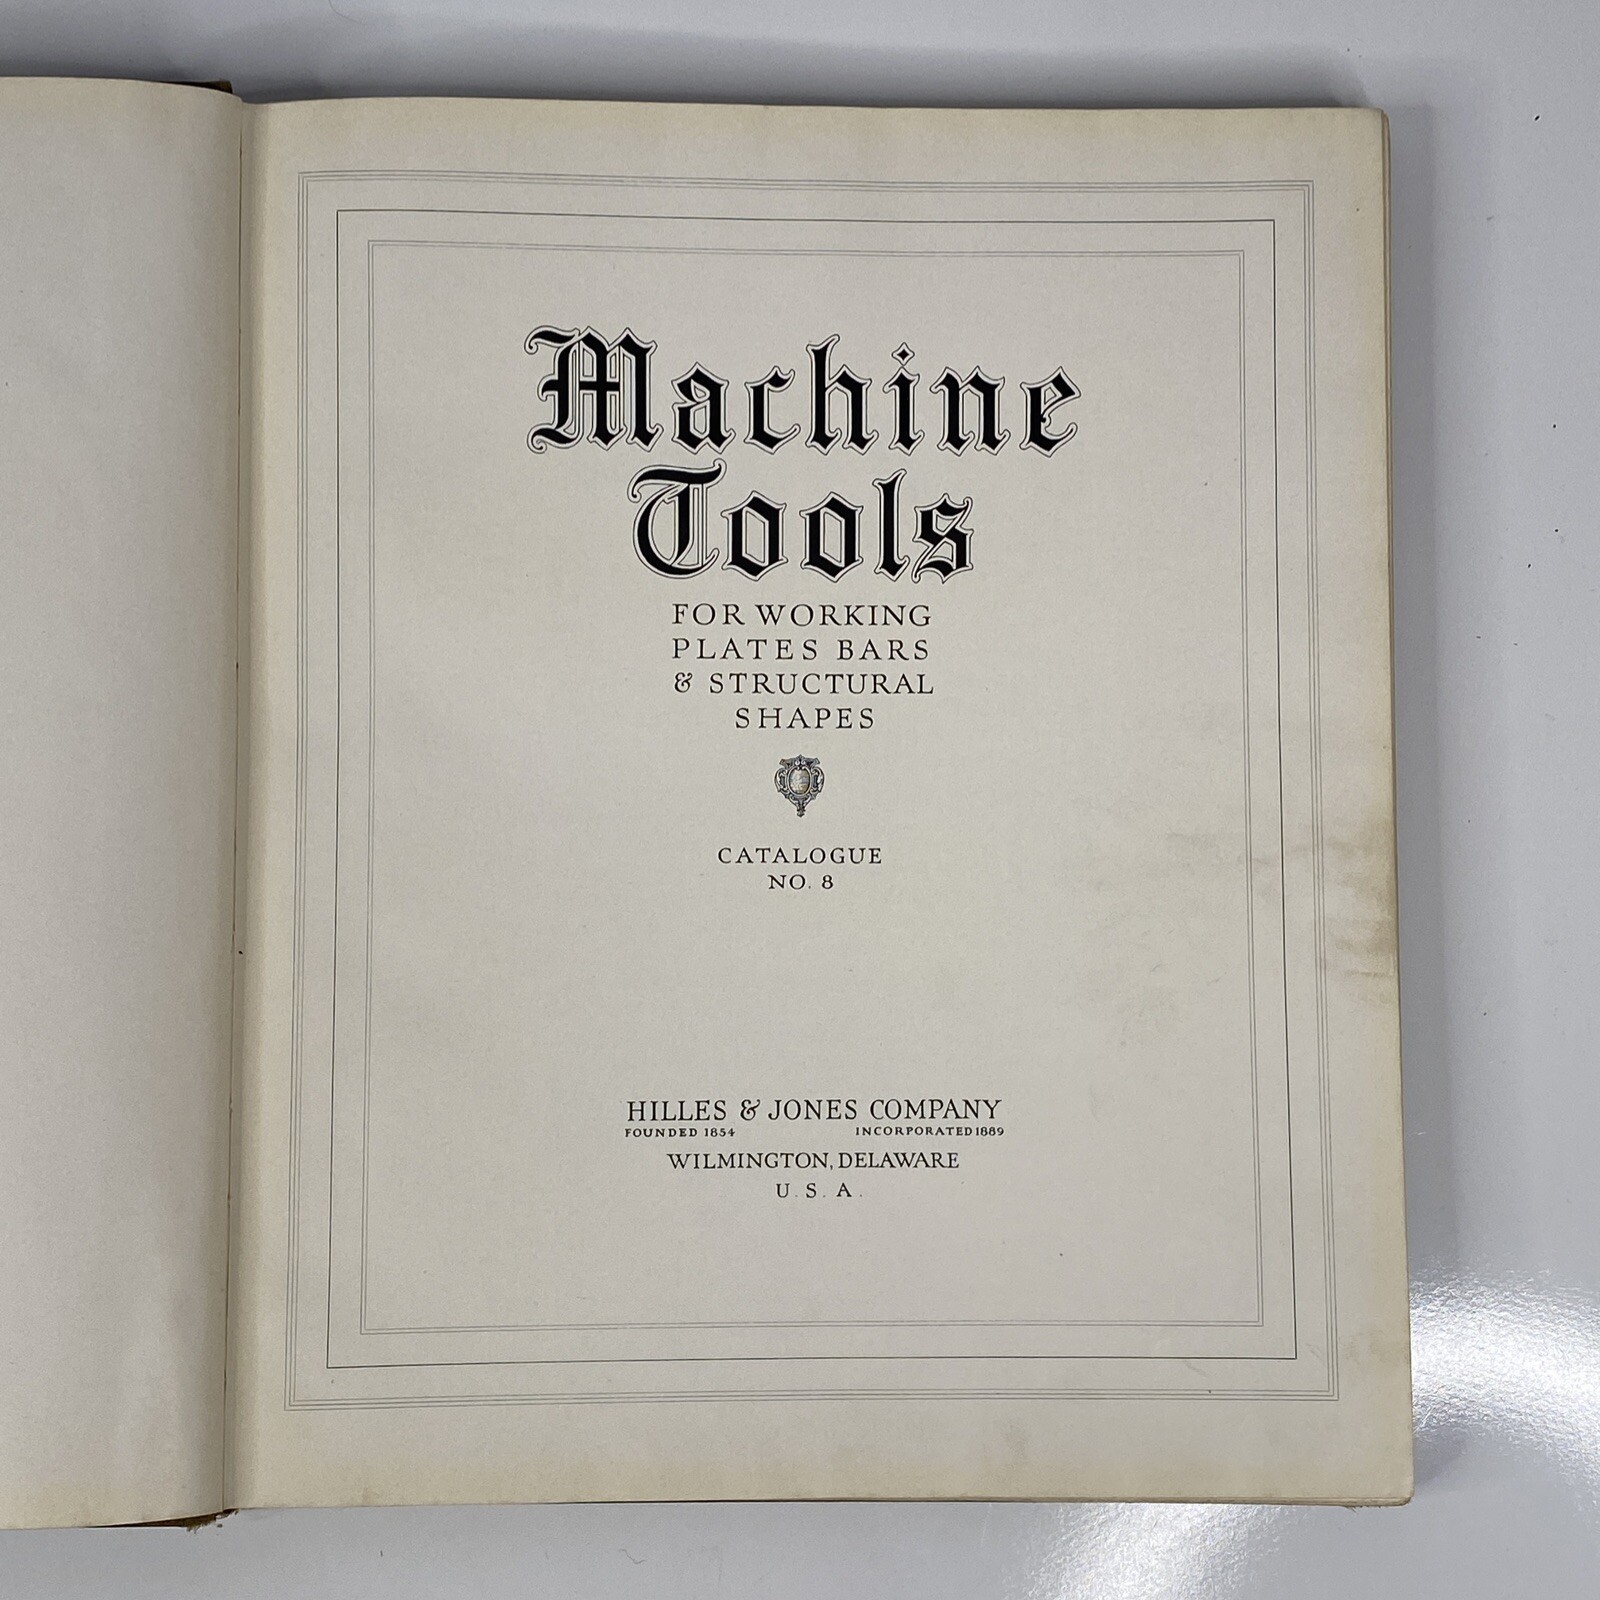 Machine
Tools
FOR WORKING
PLATES BARS
& STRUCTURAL
SHAPES
CATALOGUE
NO. 8
HILLES & JONES COMPANY
FOUNDED 1854 INCORPORATED 1889
WILMINGTON, DELAWARE
U. S. A.